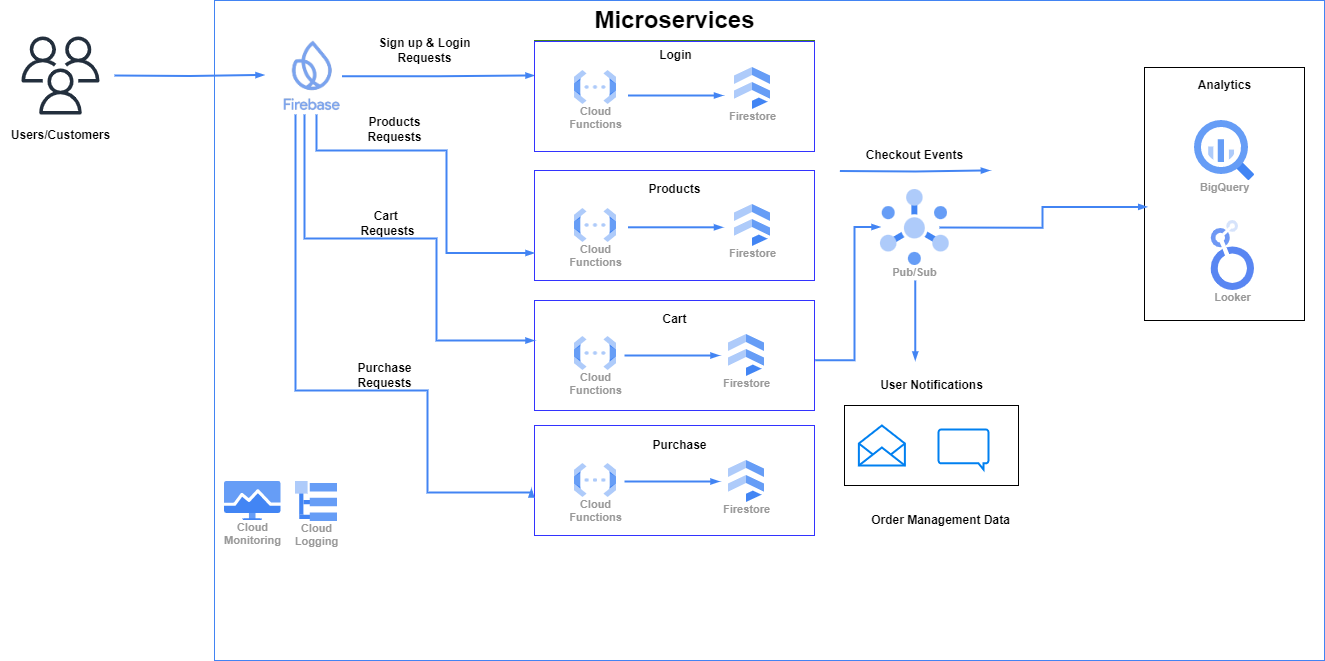 Microservices
Users/Customers
Firebase
Sign up & Login
Requests
Products
Requests
Cart
Requests
Purchase
Requests
Cloud
Monitoring
Cloud
Logging
Login
Cloud
Functions
Firestore
Products
Cloud
Functions
Firestore
Cart
Cloud
Functions
Firestore
Purchase
Cloud
Functions
Firestore
Checkout Events
Pub/Sub
User Notifications
Order Management Data
Analytics
BigQuery
Looker